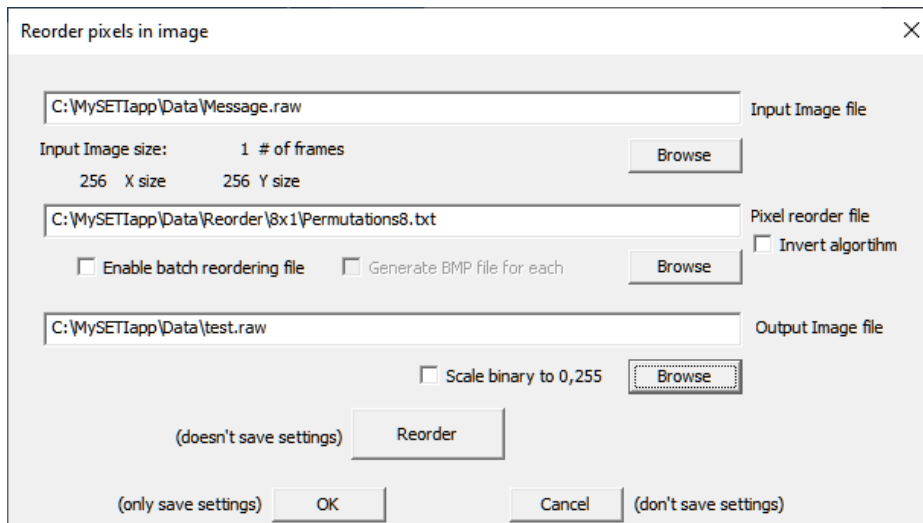 Reorder pixels in image
C:\MySETIapp\Data\Message.raw
Input Image file
Input Image size: 1 # of frames
Browse
256 X size 256 Y size
C:\MySETIapp\Data\Reorder\8x1\Permutations8.txt
Pixel reorder file
Invert algortihm
Enable batch reordering file Generate BMP file for each Browse
C:\MySETIapp\Data\test.raw
Output Image file
Scale binary to 0,255 Browse
(doesn't save settings) Reorder
(only save settings) OK Cancel (don't save settings)